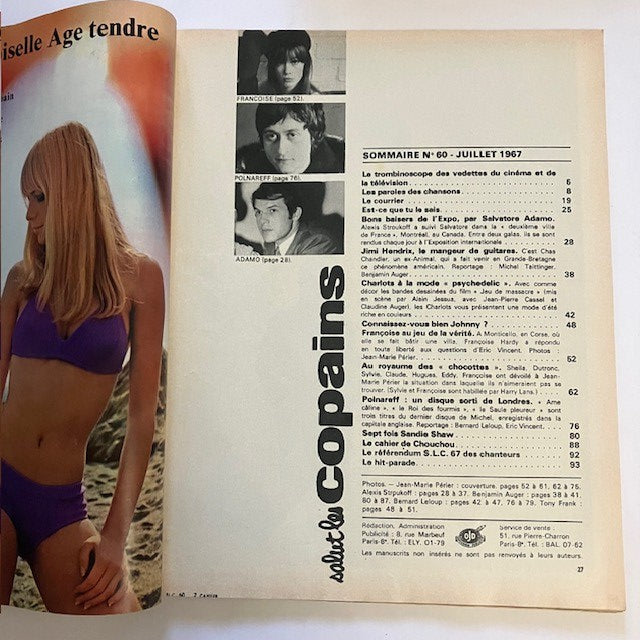 iselle Age tendre
FRANÇOISE (page 52).
POLNAREFF (page 76).
ADAMO (page 28).
salut les copains
SOMMAIRE N° 60 - JUILLET 1967
Le trombinoscope des vedettes du cinéma et de
la télévision 5
Les paroles des chansons 8
Le courrier 19
Est-ce que tu le sais 25
Bons baisers de l'Expo, par Salvatore Adamo.
Alexis Stroukoff a suivi Salvatore dans la « deuxième ville
de France », Montréal, au Canada. Entre deux galas, ils se sont
rendus chaque jour à l'Exposition internationale 28
Jimi Hendrix, le mangeur de guitares. C'est Chas
Chandler, un ex-Animal, qui a fait venir en Grande-Bretagne
ce phénomène américain. Reportage : Michel Taittinger,
Benjamin Auger 38
Charlots à la mode « psychedelic ». Avec comme
décor les bandes dessinées du film « Jeu de massacre » (mis
en scène par Alain Jessua, avec Jean-Pierre Cassel et
Claudine Auger), les Charlots vous présentent une mode d'été
riche en couleurs 42
Connaissez-vous bien Johnny ? 48
Françoise au jeu de la vérité. A Monticello, en Corse, où
elle se fait bâtir une villa, Françoise Hardy a répondu
en toute liberté aux questions d'Eric Vincent. Photos :
Jean-Marie Périer 52
Au royaume des « chocottes ». Sheila, Dutronc,
Sylvie, Claude, Hugues, Eddy, Françoise ont dévoilé à Jean-
Marie Périer la situation dans laquelle ils n'aimeraient pas se
trouver. (Sylvie et Françoise sont habillées par Harry Lans.) 62
Polnareff : un disque sorti de Londres. « Ame
câline », « le Roi des fourmis », « le Saule pleureur » sont
trois titres du dernier disque de Michel, enregistrés dans la
capitale anglaise. Reportage : Bernard Leloup, Eric Vincent 76
Sept fois Sandie Shaw 80
Le cahier de Chouchou 88
Le référendum S.L.C. 67 des chanteurs 92
Le hit-parade 93
Photos. — Jean-Marie Périer : couverture, pages 52 à 61, 62 à 75.
Alexis Strpukoff : pages 28 à 37. Benjamin Auger : pages 38 à 41,
80 à 87. Bernard Leloup : pages 42 à 47, 76 à 79. Tony Frank :
pages 48 à 51.
Rédaction, Administration
Publicité : 8, rue Marbeuf
Paris-8e. Tél. : ELY. 01-79
OJD
Service de vente :
51, rue Pierre-Charron
Paris-8e. Tél. : BAL. 07-62
Les manuscrits non insérés ne sont pas renvoyés à leurs auteurs.
27